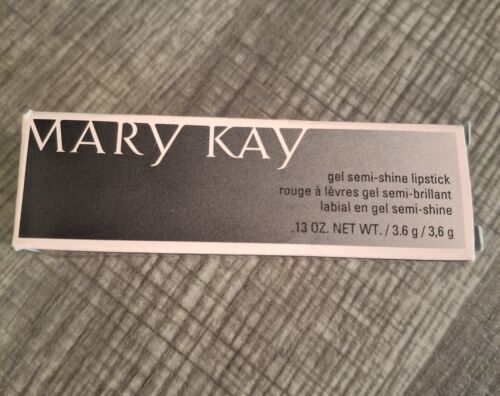 MARY KAY
gel semi-shine lipstick
rouge à lèvres gel semi-brillant
labial en gel semi-shine
.13 OZ. NET WT. / 3.6 g / 3,6 g